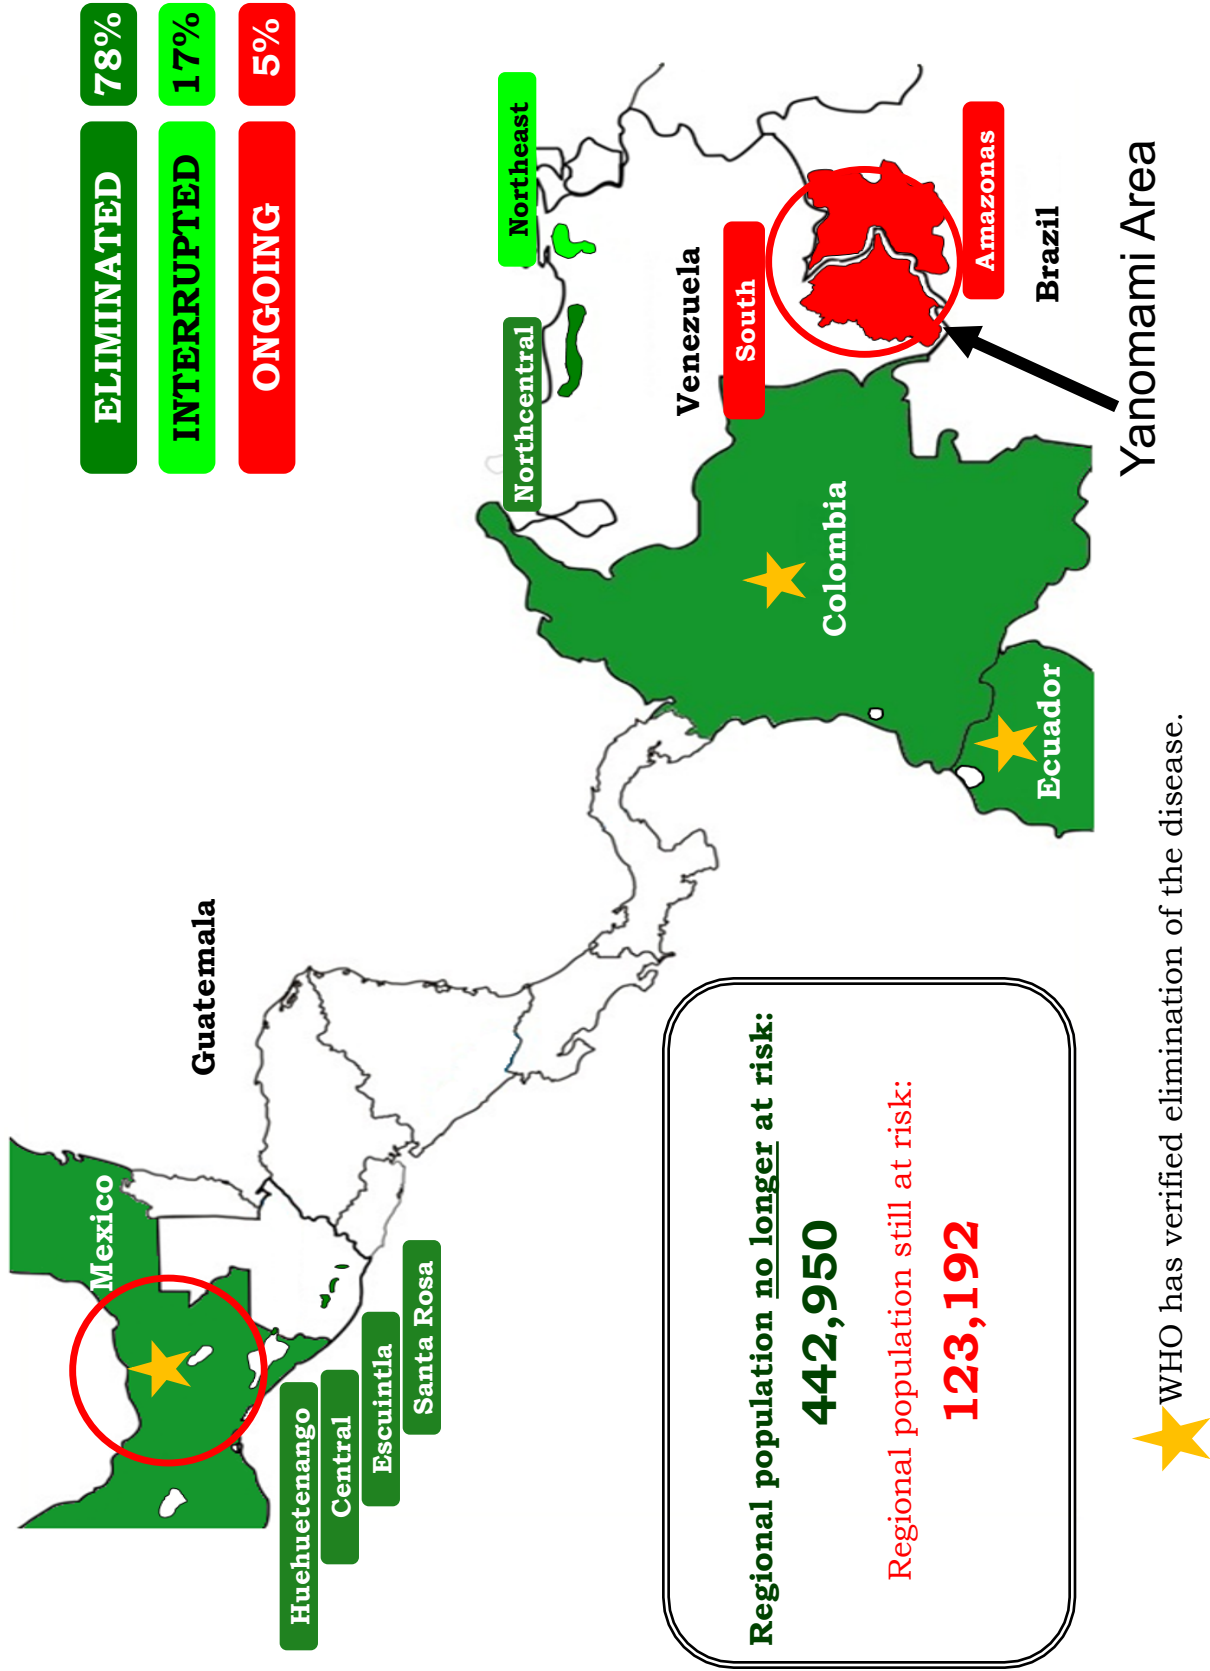 ELIMINATED 78%
INTERRUPTED 17%
ONGOING 5%
Mexico
Guatemala
Huehuetenango
Central
Escuintla
Santa Rosa
Northcentral
Northeast
Venezuela
South
Amazonas
Brazil
Colombia
Ecuador
Yanomami Area
Regional population no longer at risk:
442,950
Regional population still at risk:
123,192
WHO has verified elimination of the disease.